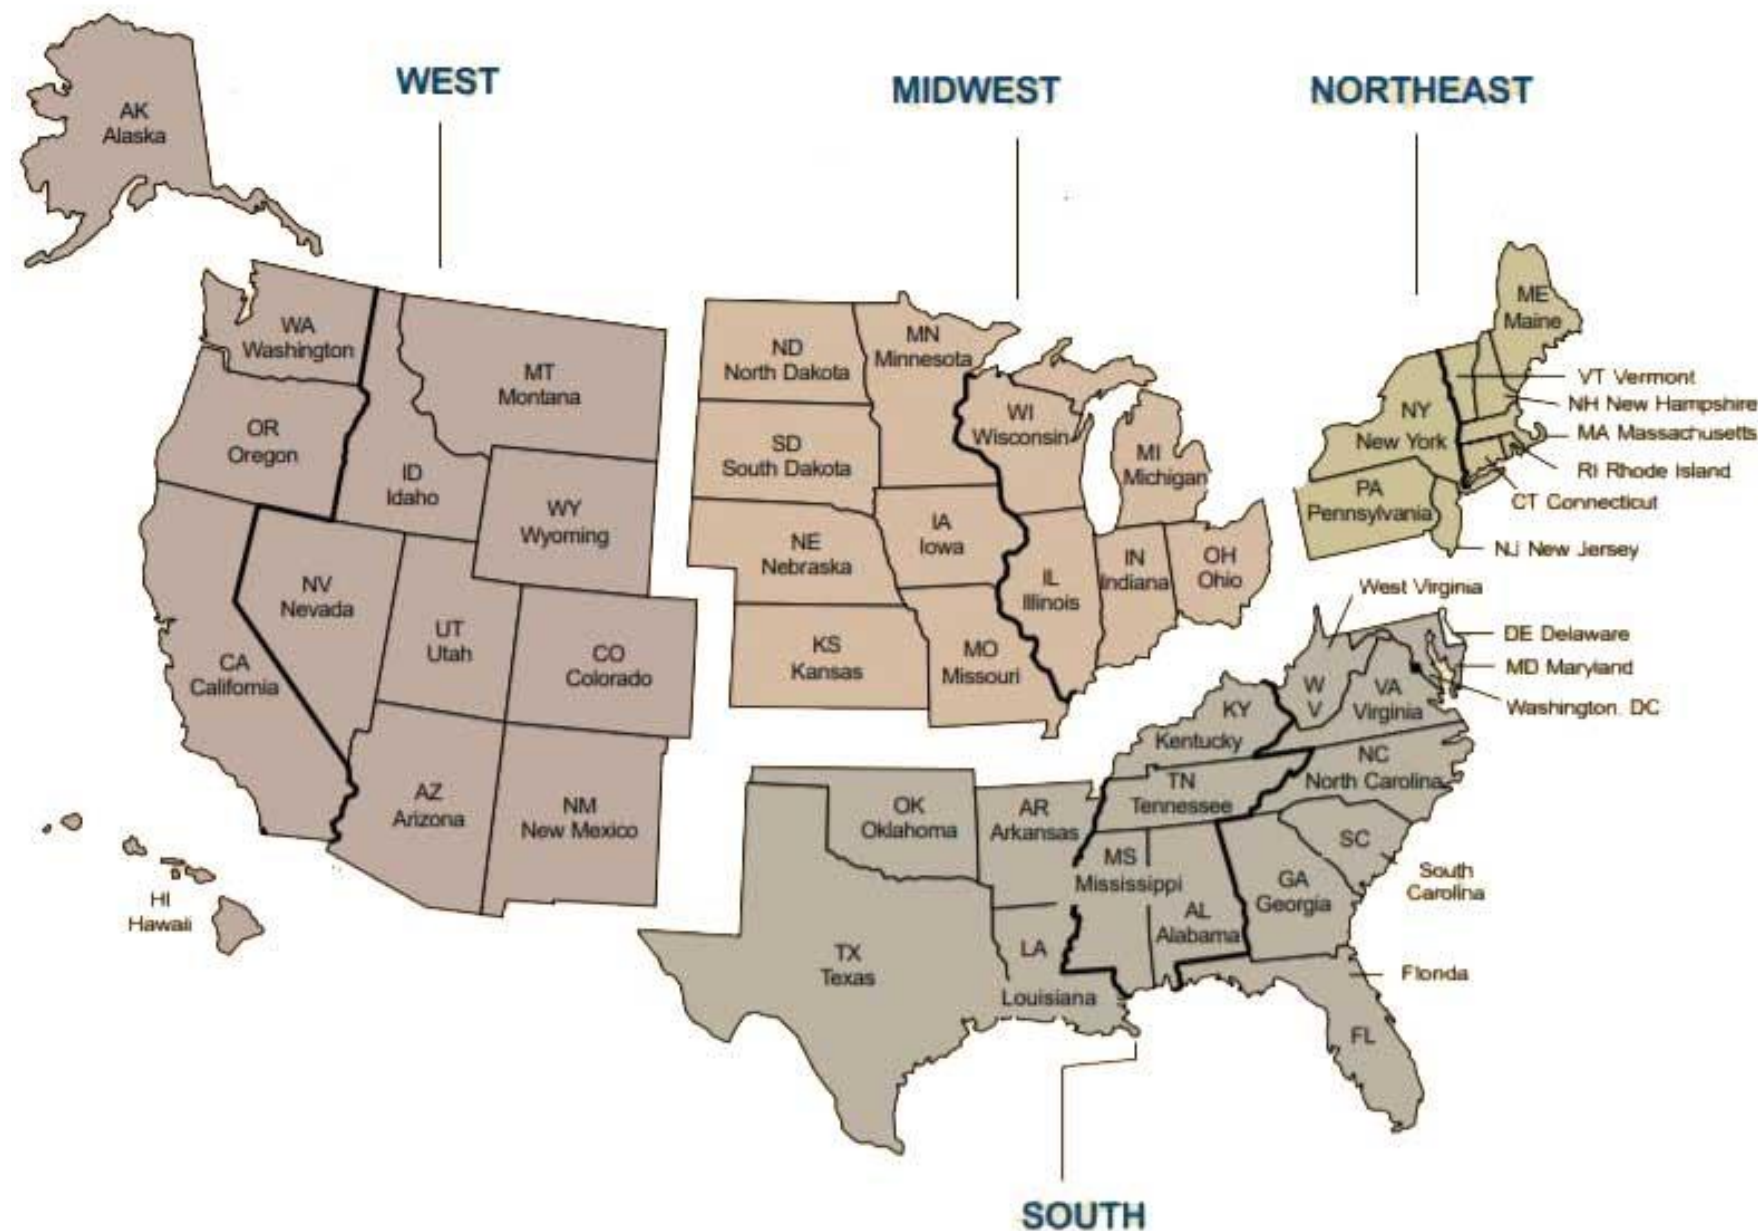 WEST
MIDWEST
NORTHEAST
AK
Alaska
WA
Washington
MT
Montana
OR
Oregon
ID
Idaho
WY
Wyoming
NV
Nevada
UT
Utah
CO
Colorado
CA
California
AZ
Arizona
NM
New Mexico
HI
Hawaii
ND
North Dakota
MN
Minnesota
SD
South Dakota
WI
Wisconsin
MI
Michigan
NE
Nebraska
IA
Iowa
IL
Illinois
IN
Indiana
OH
Ohio
KS
Kansas
MO
Missouri
ME
Maine
VT Vermont
NH New Hampshire
NY
New York
MA Massachusetts
RI Rhode Island
PA
Pennsylvania
CT Connecticut
NJ New Jersey
West Virginia
DE Delaware
MD Maryland
Washington, DC
W
V
VA
Virginia
KY
Kentucky
NC
North Carolina
TN
Tennessee
OK
Oklahoma
AR
Arkansas
SC
South
Carolina
MS
Mississippi
GA
Georgia
AL
Alabama
TX
Texas
LA
Louisiana
Florida
FL
SOUTH